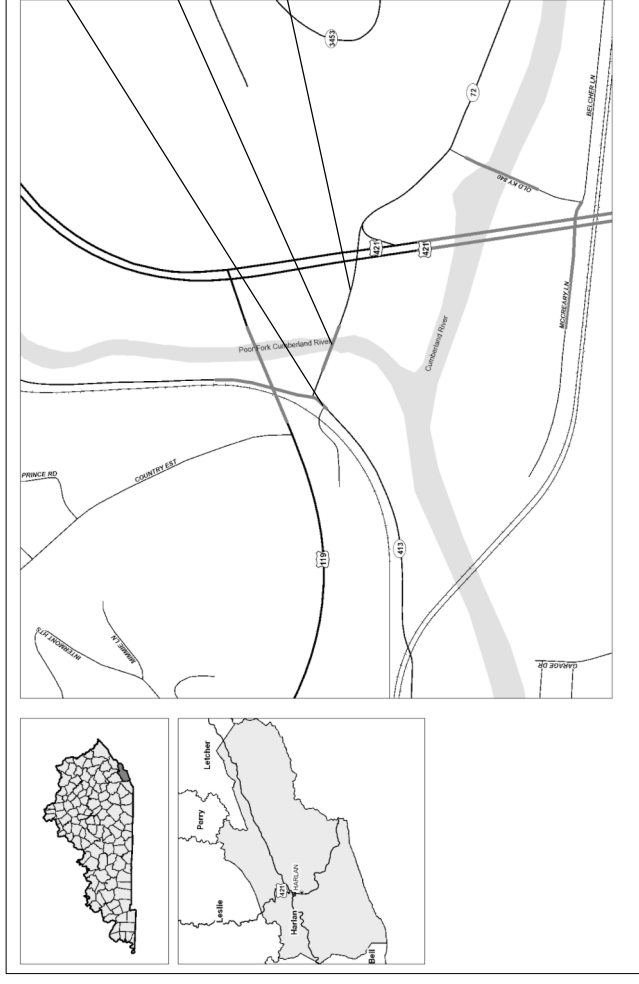 3453
72
BELCHER LN
OLD KY 840
421
421
Poor Fork Cumberland River
Cumberland River
MCCREARY LN
PRINCE RD
COUNTRY EST
413
119
INTERMONT HTS
MIMMIE LN
GARAGE DR
Letcher
Perry
Leslie
421
HARLAN
Harlan
Bell